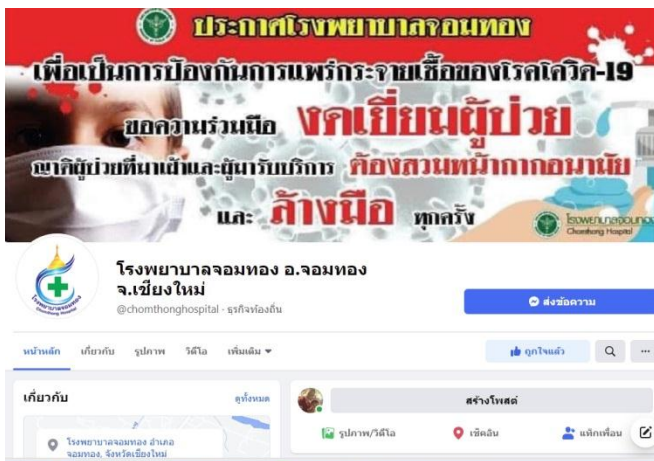 ประกาศโรงพยาบาลจอมทอง
เพื่อเป็นการป้องกันการแพร่กระจายเชื้อของโรคโควิด-19
ขอความร่วมมือ งดเยี่ยมผู้ป่วย
ญาติผู้ป่วยที่มาเฝ้าและผู้มารับบริการ ต้องสวมหน้ากากอนามัย
และ ล้างมือ ทุกครั้ง
โรงพยาบาลจอมทอง
Chomthong Hospital
โรงพยาบาลจอมทอง อ.จอมทอง
จ.เชียงใหม่
@chomthonghospital · ธุรกิจท้องถิ่น
ส่งข้อความ
หน้าหลัก เกี่ยวกับ รูปภาพ วิดีโอ เพิ่มเติม
ถูกใจแล้ว
เกี่ยวกับ ดูทั้งหมด
สร้างโพสต์
รูปภาพ/วิดีโอ เช็คอิน แท็กเพื่อน
โรงพยาบาลจอมทอง อำเภอ
จอมทอง, จังหวัดเชียงใหม่